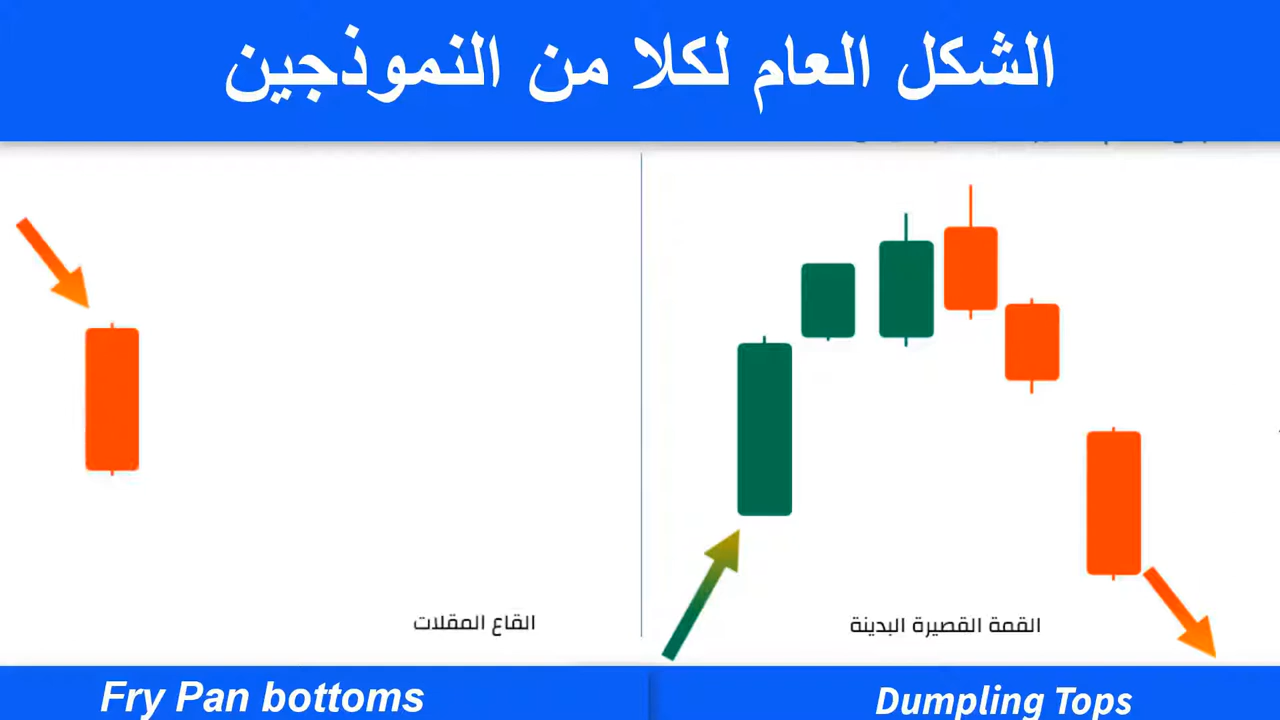 الشكل العام لكلا من النموذجين
القمة القصيرة البدينة
القاع المقلات
Fry Pan bottoms
Dumpling Tops